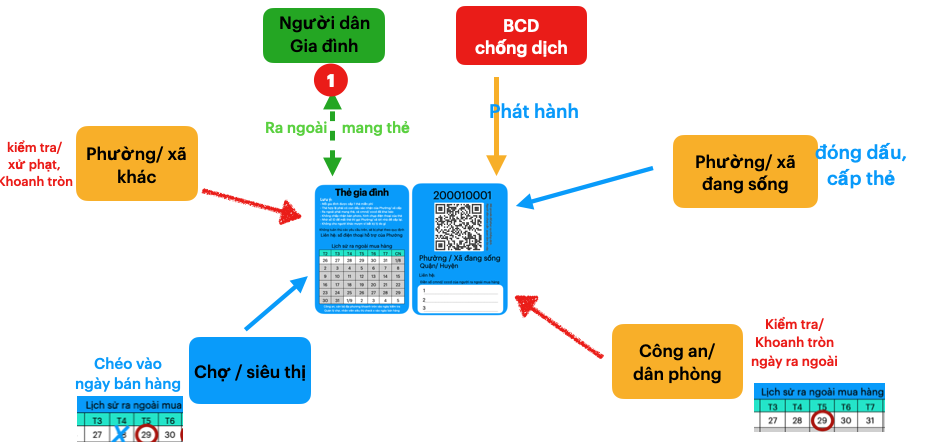 Người dân
Gia đình
BCD
chống dịch
1
Phát hành
Ra ngoài mang thẻ
kiểm tra/
xử phạt,
Khoanh tròn
Phường/ xã
khác
Phường/ xã
đang sống
đóng dấu,
cấp thẻ
Thẻ gia đình
Lưu ý:
Lịch sử ra ngoài mua hàng
T2 T3 T4 T5 T6 T7 CN
26 27 28 29 30 31 1/8
2 3 4 5 6 7 8
9 10 11 12 13 14 15
16 17 18 19 20 21 22
23 24 25 26 27 28 29
30 31 1/9 2 3 4 5
200010001
Phường / Xã đang sống
Quận/ Huyện
Liên hệ:
1
2
3
Chợ / siêu thị
Chéo vào
ngày bán hàng
Lịch sử ra ngoài mua
T3 T4 T5 T6
27 29 30
Công an/
dân phòng
Kiểm tra/
Khoanh tròn
ngày ra ngoài
Lịch sử ra ngoài mua hàng
T3 T4 T5 T6 T7
27 28 29 30 31